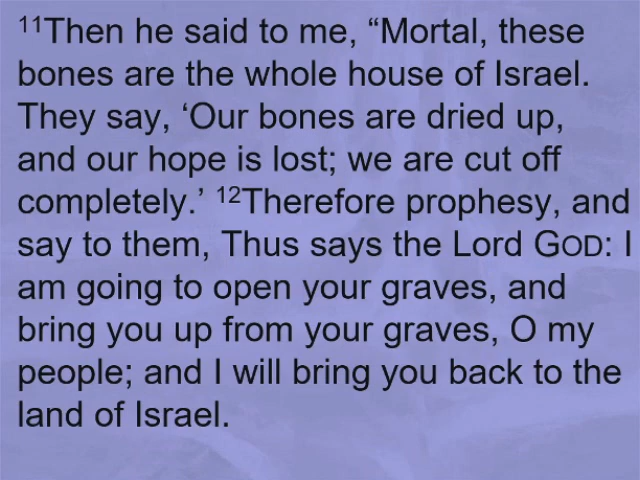 ¹¹Then he said to me, “Mortal, these
bones are the whole house of Israel.
They say, ‘Our bones are dried up,
and our hope is lost; we are cut off
completely.’ ¹²Therefore prophesy, and
say to them, Thus says the Lord GOD: I
am going to open your graves, and
bring you up from your graves, O my
people; and I will bring you back to the
land of Israel.